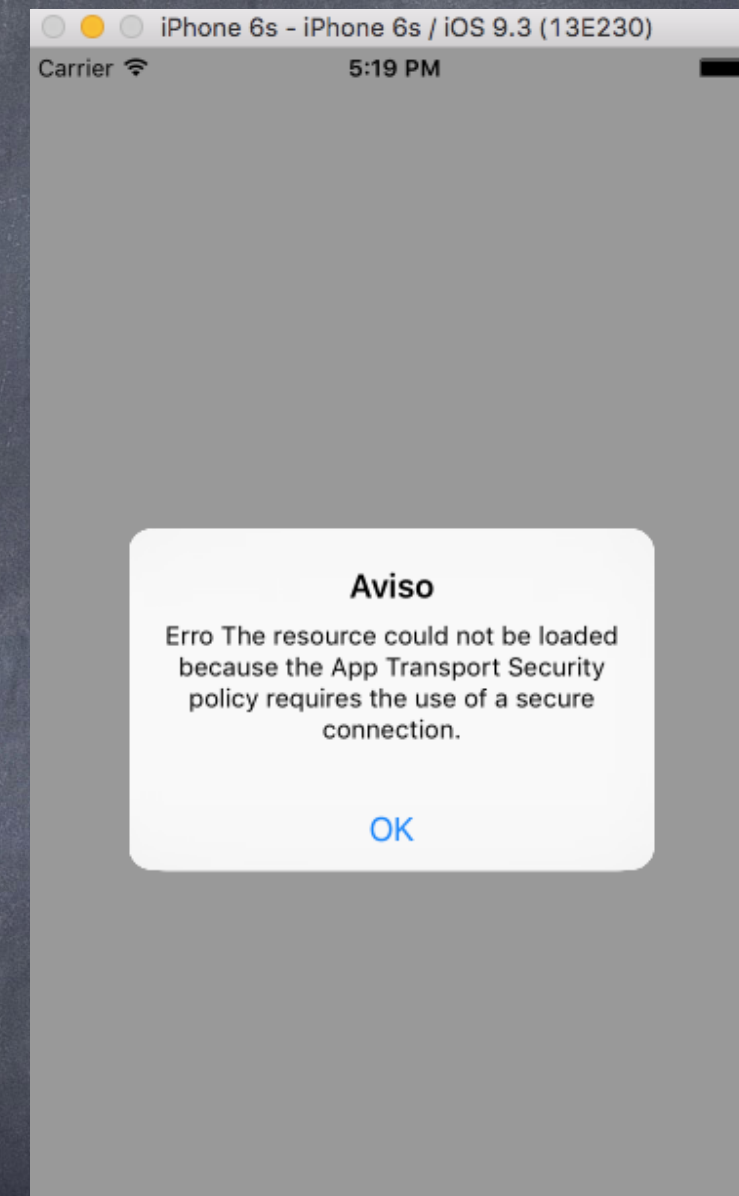 iPhone 6s - iPhone 6s / iOS 9.3 (13E230)
Carrier 5:19 PM
Aviso
Erro The resource could not be loaded
because the App Transport Security
policy requires the use of a secure
connection.
OK